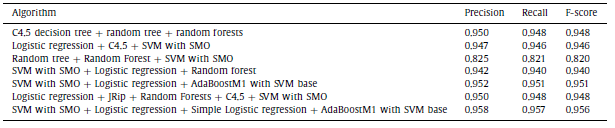 Algorithm Precision Recall F-score
C4.5 decision tree + random tree + random forests 0.950 0.948 0.948
Logistic regression + C4.5 + SVM with SMO 0.947 0.946 0.946
Random tree + Random Forest + SVM with SMO 0.825 0.821 0.820
SVM with SMO + Logistic regression + Random forest 0.942 0.940 0.940
SVM with SMO + Logistic regression + AdaBoostM1 with SVM base 0.952 0.951 0.951
Logistic regression + JRip + Random Forests + C4.5 + SVM with SMO 0.950 0.948 0.948
SVM with SMO + Logistic regression + Simple Logistic regression + AdaBoostM1 with SVM base 0.958 0.957 0.956